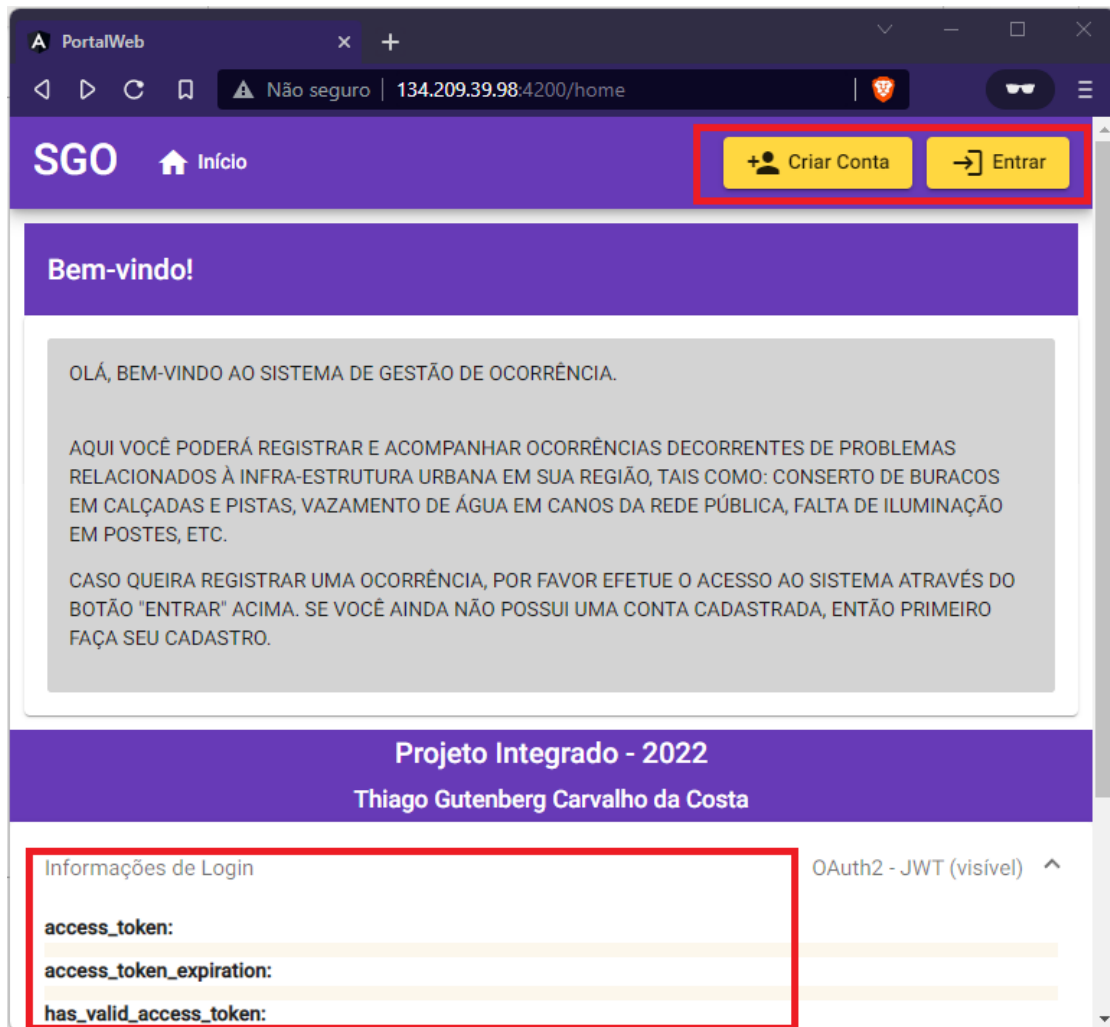 PortalWeb
Não seguro | 134.209.39.98:4200/home
SGO Início Criar Conta Entrar
Bem-vindo!
OLÁ, BEM-VINDO AO SISTEMA DE GESTÃO DE OCORRÊNCIA.
AQUI VOCÊ PODERÁ REGISTRAR E ACOMPANHAR OCORRÊNCIAS DECORRENTES DE PROBLEMAS
RELACIONADOS À INFRA-ESTRUTURA URBANA EM SUA REGIÃO, TAIS COMO: CONSERTO DE BURACOS
EM CALÇADAS E PISTAS, VAZAMENTO DE ÁGUA EM CANOS DA REDE PÚBLICA, FALTA DE ILUMINAÇÃO
EM POSTES, ETC.
CASO QUEIRA REGISTRAR UMA OCORRÊNCIA, POR FAVOR EFETUE O ACESSO AO SISTEMA ATRAVÉS DO
BOTÃO "ENTRAR" ACIMA. SE VOCÊ AINDA NÃO POSSUI UMA CONTA CADASTRADA, ENTÃO PRIMEIRO
FAÇA SEU CADASTRO.
Projeto Integrado - 2022
Thiago Gutenberg Carvalho da Costa
Informações de Login OAuth2 - JWT (visível)
access_token:
access_token_expiration:
has_valid_access_token: